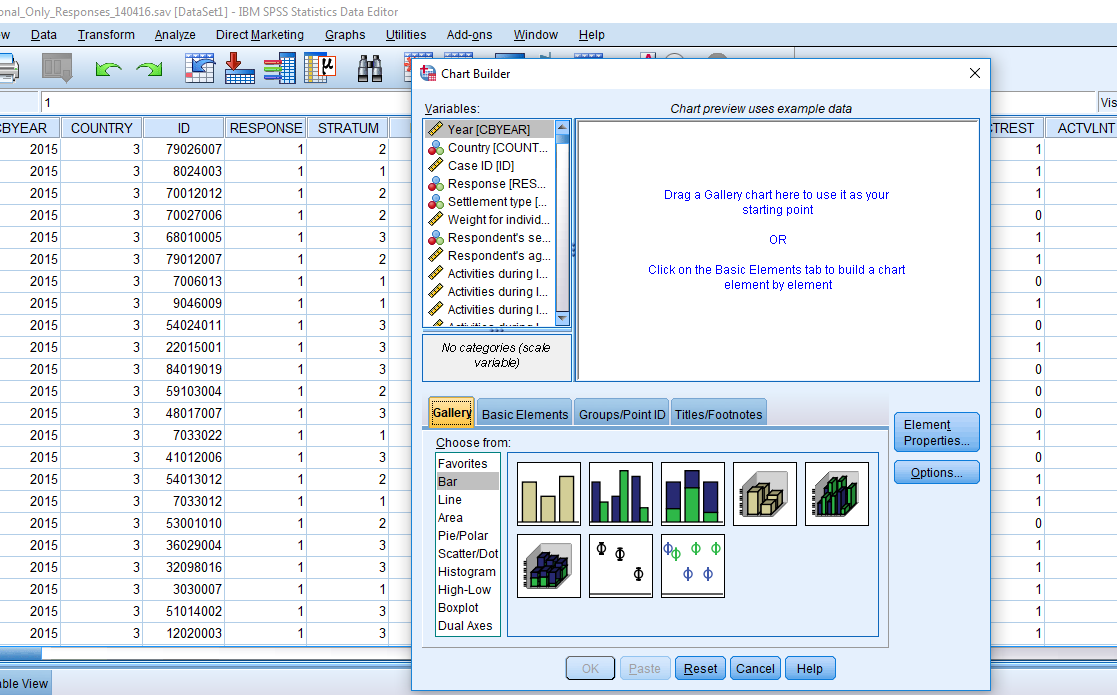 onal_Only_Responses_140416.sav [DataSet1] - IBM SPSS Statistics Data Editor
ew Data Transform Analyze Direct Marketing Graphs Utilities Add-ons Window Help
1
Vis
CBYEAR COUNTRY ID RESPONSE STRATUM
2015 3 79026007 1 2
2015 3 8024003 1 1
2015 3 70012012 1 2
2015 3 70027006 1 2
2015 3 68010005 1 3
2015 3 79012007 1 2
2015 3 7006013 1 1
2015 3 9046009 1 1
2015 3 54024011 1 3
2015 3 22015001 1 3
2015 3 84019019 1 3
2015 3 59103004 1 2
2015 3 48017007 1 3
2015 3 7033022 1 1
2015 3 41012006 1 3
2015 3 54013012 1 2
2015 3 7033012 1 1
2015 3 53001010 1 2
2015 3 36029004 1 3
2015 3 32098016 1 3
2015 3 3030007 1 1
2015 3 51014002 1 3
2015 3 12020003 1 3
able View
Chart Builder
Variables:
Year [CBYEAR]
Country [COUNT...
Case ID [ID]
Response [RES...
Settlement type [...
Weight for individ...
Respondent's se...
Respondent's ag...
Activities during l...
Activities during l...
Activities during l...
Activities during l...
No categories (scale
variable)
Chart preview uses example data
Drag a Gallery chart here to use it as your
starting point
OR
Click on the Basic Elements tab to build a chart
element by element
Gallery Basic Elements Groups/Point ID Titles/Footnotes
Choose from:
Favorites
Bar
Line
Area
Pie/Polar
Scatter/Dot
Histogram
High-Low
Boxplot
Dual Axes
Element
Properties...
Options...
OK Paste Reset Cancel Help
CTREST ACTVLNT
1
1
1
0
1
1
0
1
0
1
0
0
0
1
0
1
1
0
1
1
1
1
1